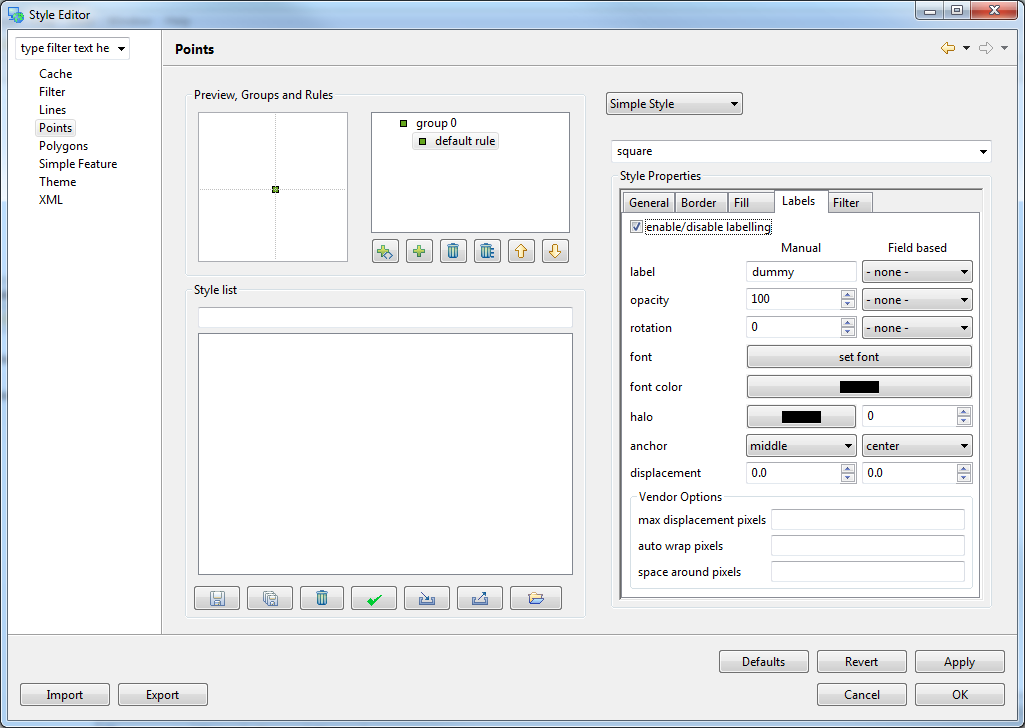 Style Editor
type filter text he
Cache
Filter
Lines
Points
Polygons
Simple Feature
Theme
XML
Points
Preview, Groups and Rules
group 0
default rule
Style list
Simple Style
square
Style Properties
General Border Fill Labels Filter
enable/disable labelling
Manual Field based
label dummy - none -
opacity 100 - none -
rotation 0 - none -
font set font
font color
halo 0
anchor middle center
displacement 0.0 0.0
Vendor Options
max displacement pixels
auto wrap pixels
space around pixels
Defaults Revert Apply
Import Export Cancel OK